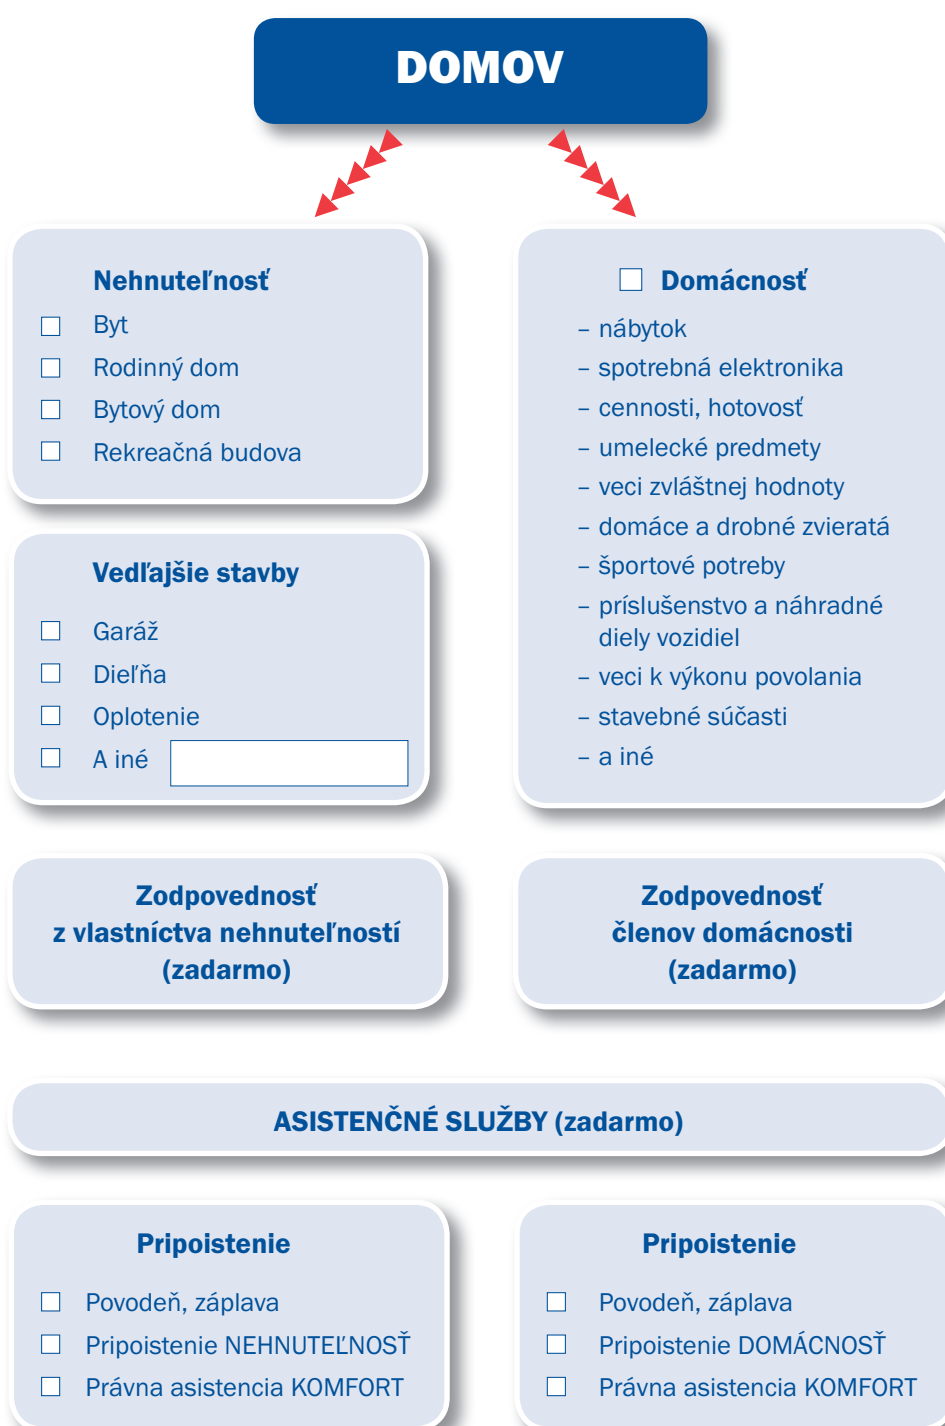 DOMOV
Nehnuteľnosť
Byt
Rodinný dom
Bytový dom
Rekreačná budova
Vedľajšie stavby
Garáž
Dieľňa
Oplotenie
A iné
Domácnosť
– nábytok
– spotrebná elektronika
– cennosti, hotovosť
– umelecké predmety
– veci zvláštnej hodnoty
– domáce a drobné zvieratá
– športové potreby
– príslušenstvo a náhradné
diely vozidiel
– veci k výkonu povolania
– stavebné súčasti
– a iné
Zodpovednosť
z vlastníctva nehnuteľností
(zadarmo)
Zodpovednosť
členov domácnosti
(zadarmo)
ASISTENČNÉ SLUŽBY (zadarmo)
Pripoistenie
Povodeň, záplava
Pripoistenie NEHNUTEĽNOSŤ
Právna asistencia KOMFORT
Pripoistenie
Povodeň, záplava
Pripoistenie DOMÁCNOSŤ
Právna asistencia KOMFORT